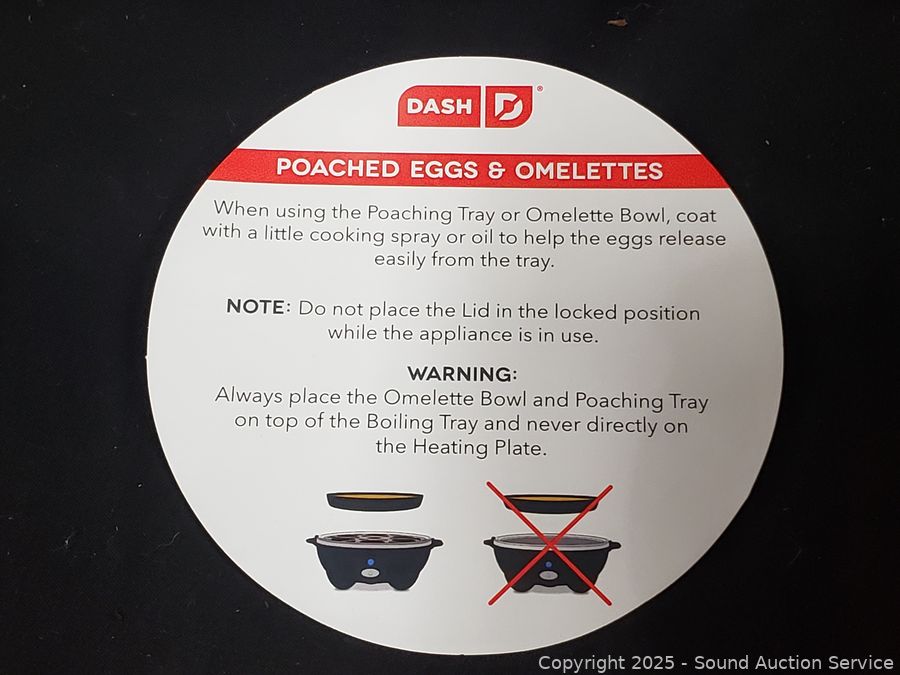 DASH D®
POACHED EGGS & OMELETTES
When using the Poaching Tray or Omelette Bowl, coat
with a little cooking spray or oil to help the eggs release
easily from the tray.
NOTE: Do not place the Lid in the locked position
while the appliance is in use.
WARNING:
Always place the Omelette Bowl and Poaching Tray
on top of the Boiling Tray and never directly on
the Heating Plate.
Copyright 2025 - Sound Auction Service